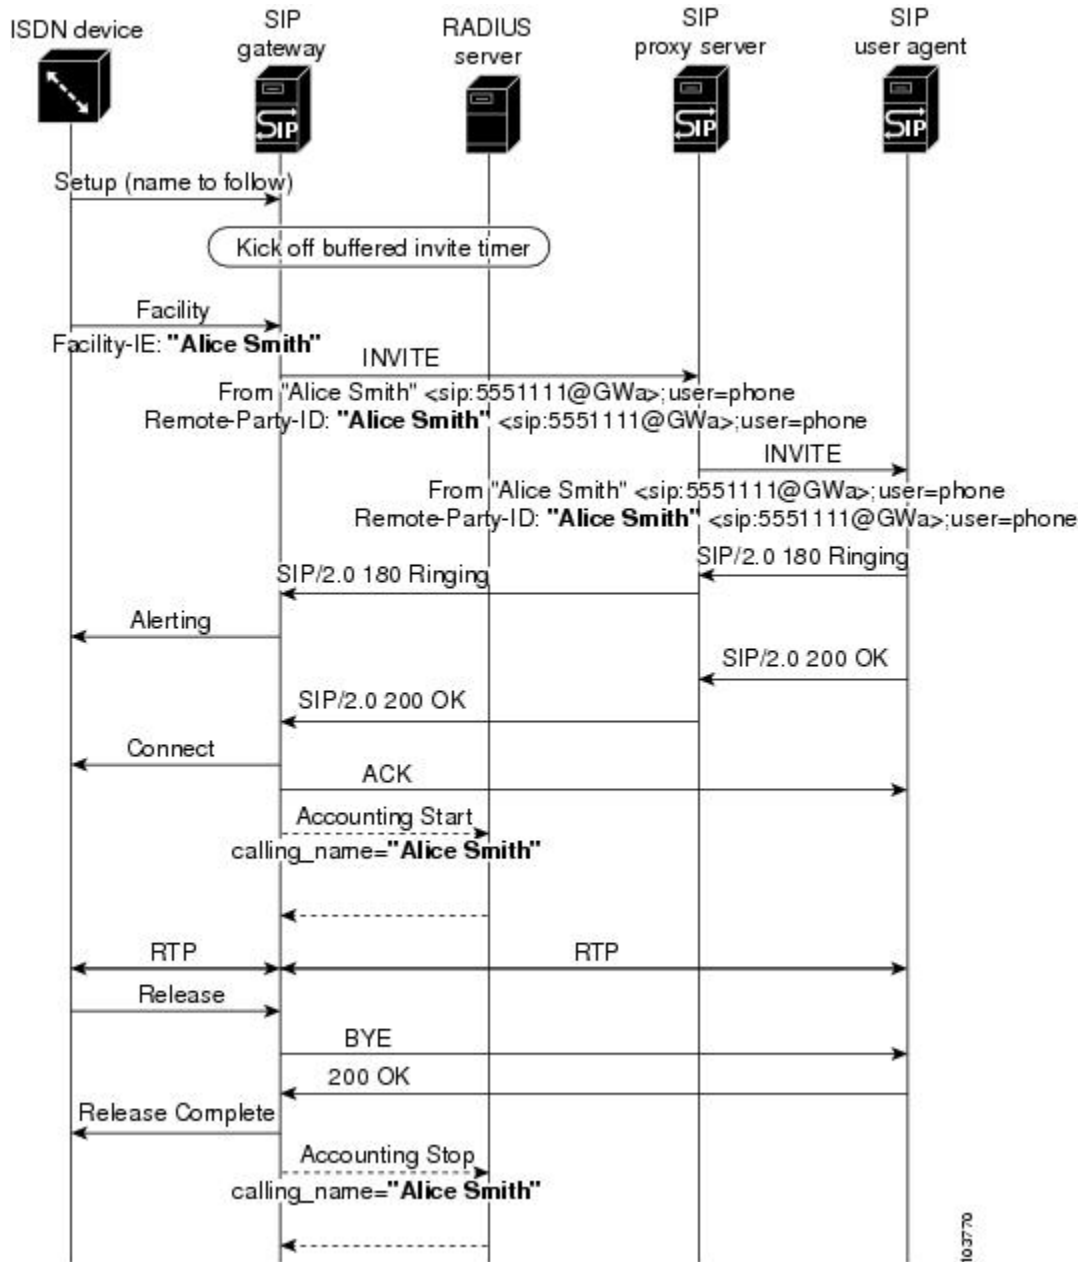 ISDN device
SIP
gateway
RADIUS
server
SIP
proxy server
SIP
user agent
SIP
SIP
SIP
Setup (name to follow)
Kick off buffered invite timer
Facility
Facility-IE: "Alice Smith"
INVITE
From "Alice Smith" <sip:5551111@GWa>;user=phone
Remote-Party-ID: "Alice Smith" <sip:5551111@GWa>;user=phone
INVITE
From "Alice Smith" <sip:5551111@GWa>;user=phone
Remote-Party-ID: "Alice Smith" <sip:5551111@GWa>;user=phone
SIP/2.0 180 Ringing
SIP/2.0 180 Ringing
Alerting
SIP/2.0 200 OK
SIP/2.0 200 OK
Connect
ACK
Accounting Start
calling_name="Alice Smith"
RTP
RTP
Release
BYE
200 OK
Release Complete
Accounting Stop
calling_name="Alice Smith"
103770